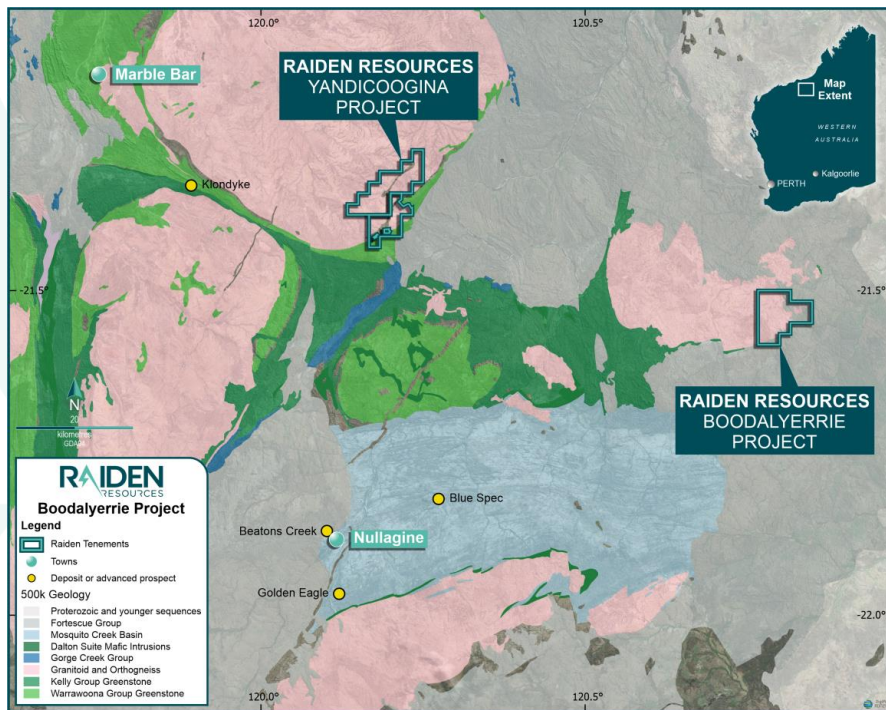 120.0°
120.5°
Marble Bar
RAIDEN RESOURCES
YANDICOOGINA
PROJECT
Map
Extent
WESTERN
AUSTRALIA
PERTH
Kalgoorlie
Klondyke
-21.5°
-21.5°
RAIDEN RESOURCES
BOODALYERRIE
PROJECT
N
20
kilometres
GDA94
RAIDEN
RESOURCES
Boodalyerrie Project
Legend
Raiden Tenements
Towns
Deposit or advanced prospect
500k Geology
Proterozoic and younger sequences
Fortescue Group
Mosquito Creek Basin
Dalton Suite Mafic Intrusions
Gorge Creek Group
Granitoid and Orthogneiss
Kelly Group Greenstone
Warrawoona Group Greenstone
Blue Spec
Beatons Creek
Nullagine
Golden Eagle
-22.0°
120.0°
120.5°